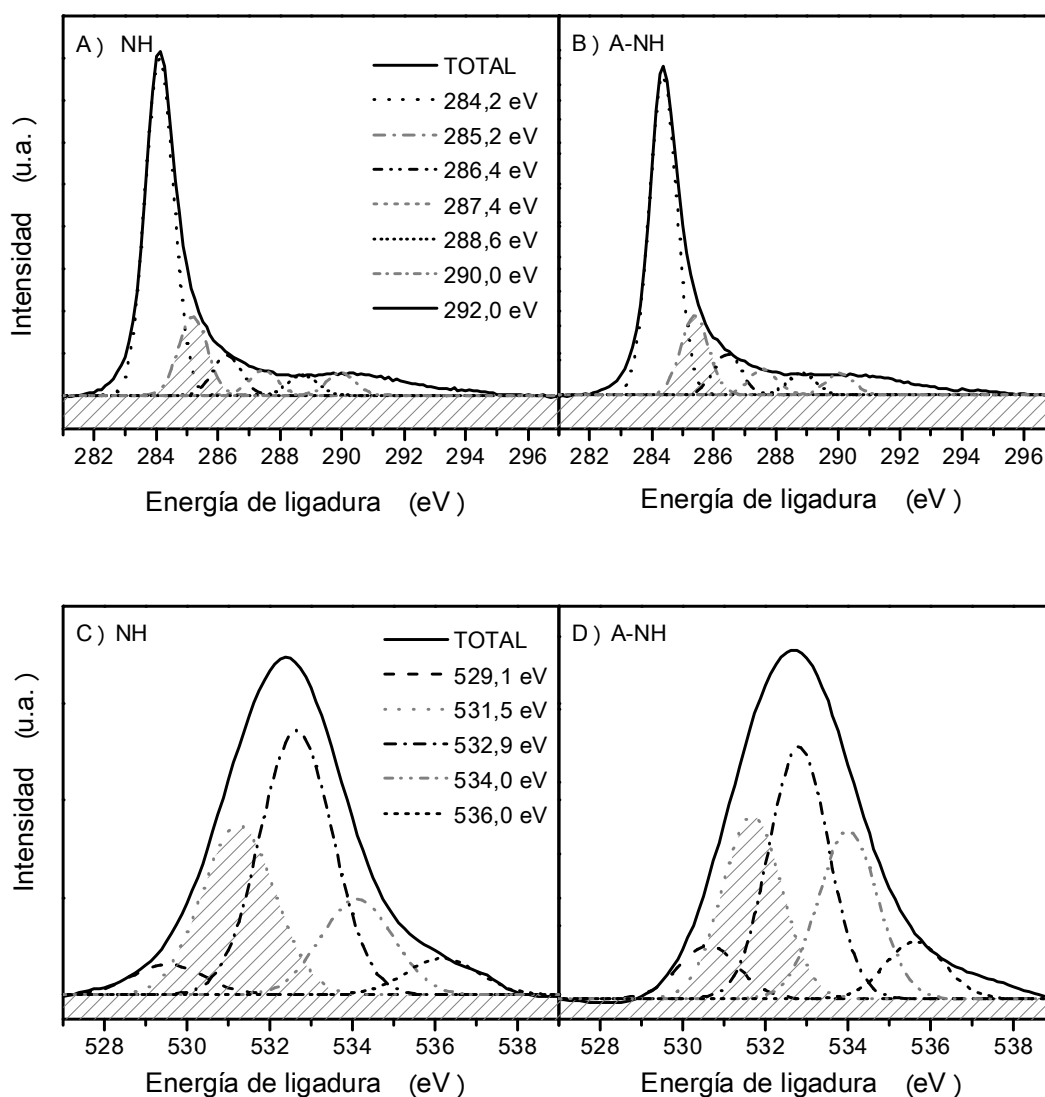 A) NH
TOTAL
284,2 eV
285,2 eV
286,4 eV
287,4 eV
288,6 eV
290,0 eV
292,0 eV
B) A-NH
Intensidad (u.a. )
282 284 286 288 290 292 294 296
282 284 286 288 290 292 294 296
Energía de ligadura (eV )
Energía de ligadura (eV )
C) NH
TOTAL
529,1 eV
531,5 eV
532,9 eV
534,0 eV
536,0 eV
D) A-NH
Intensidad (u.a. )
528 530 532 534 536 538
528 530 532 534 536 538
Energía de ligadura (eV )
Energía de ligadura (eV )